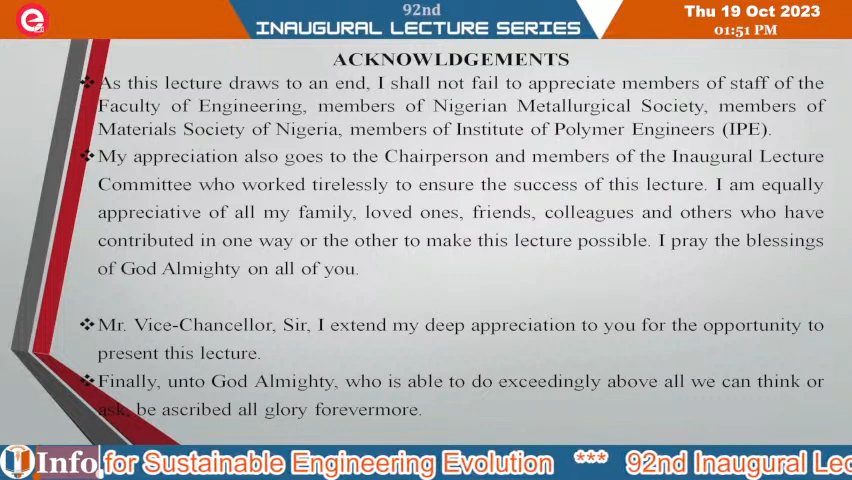 92nd
INAUGURAL LECTURE SERIES
Thu 19 Oct 2023
01:51 PM
ACKNOWLDGEMENTS
❖ As this lecture draws to an end, I shall not fail to appreciate members of staff of the
Faculty of Engineering, members of Nigerian Metallurgical Society, members of
Materials Society of Nigeria, members of Institute of Polymer Engineers (IPE).
❖ My appreciation also goes to the Chairperson and members of the Inaugural Lecture
Committee who worked tirelessly to ensure the success of this lecture. I am equally
appreciative of all my family, loved ones, friends, colleagues and others who have
contributed in one way or the other to make this lecture possible. I pray the blessings
of God Almighty on all of you.
❖ Mr. Vice-Chancellor, Sir, I extend my deep appreciation to you for the opportunity to
present this lecture.
❖ Finally, unto God Almighty, who is able to do exceedingly above all we can think or
ask, be ascribed all glory forevermore.
Info for Sustainable Engineering Evolution *** 92nd Inaugural Lec